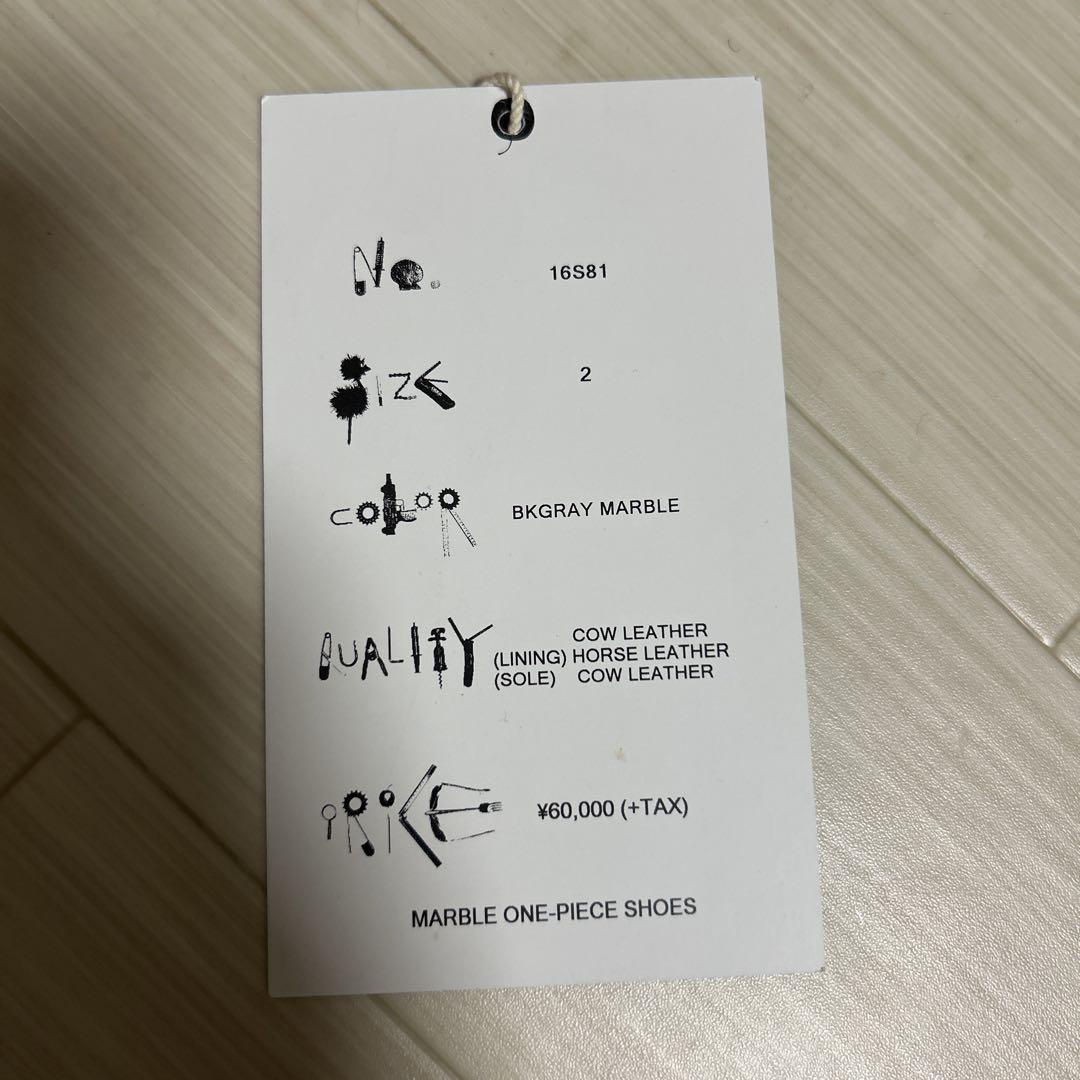 No. 16S81
SIZE 2
COLOR BKGRAY MARBLE
QUALITY COW LEATHER
(LINING) HORSE LEATHER
(SOLE) COW LEATHER
PRICE ¥60,000 (+TAX)
MARBLE ONE-PIECE SHOES